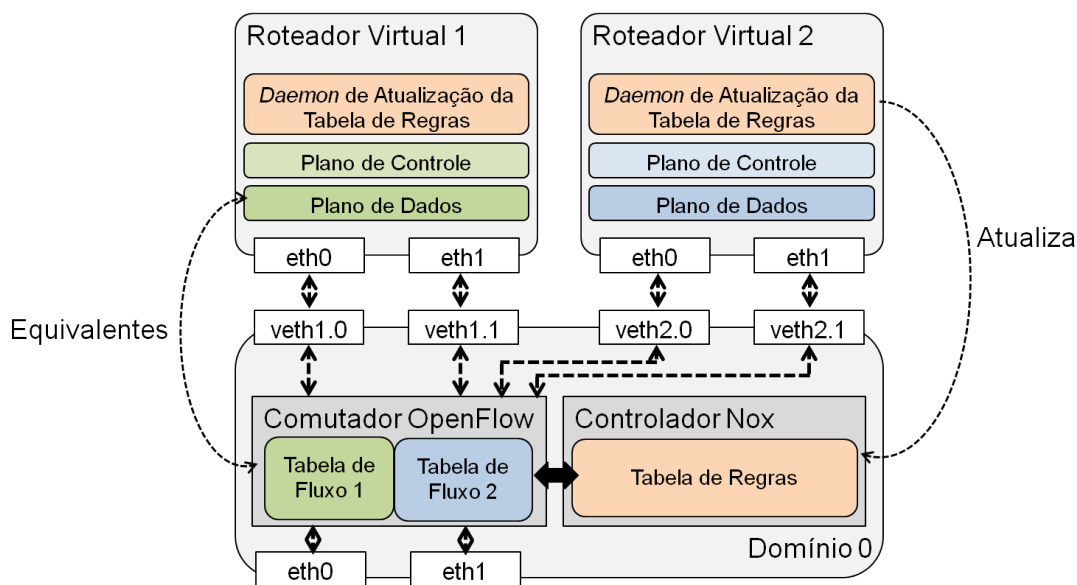 Roteador Virtual 1
Roteador Virtual 2
Daemon de Atualização da
Tabela de Regras
Daemon de Atualização da
Tabela de Regras
Plano de Controle
Plano de Controle
Plano de Dados
Plano de Dados
Atualiza
eth0
eth1
eth0
eth1
Equivalentes
veth1.0
veth1.1
veth2.0
veth2.1
Comutador OpenFlow
Controlador Nox
Tabela de
Fluxo 1
Tabela de
Fluxo 2
Tabela de Regras
Domínio 0
eth0
eth1